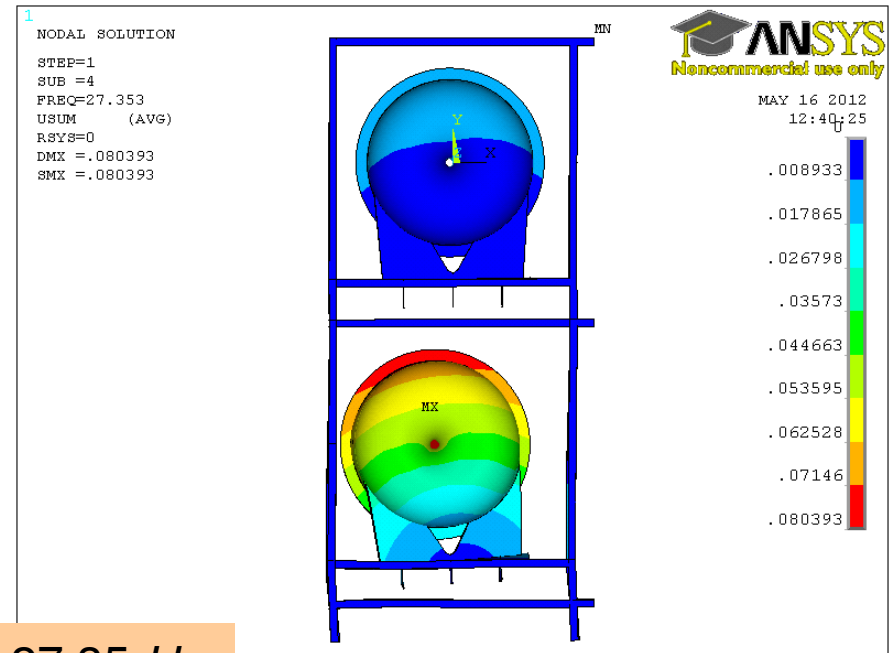 1
NODAL SOLUTION
STEP=1
SUB =4
FREQ=27.353
USUM (AVG)
RSYS=0
DMX =.080393
SMX =.080393
MN
ANSYS
Noncommercial use only
MAY 16 2012
12:40:25
0
.008933
.017865
.026798
.03573
.044663
.053595
.062528
.07146
.080393
Y
X
MX